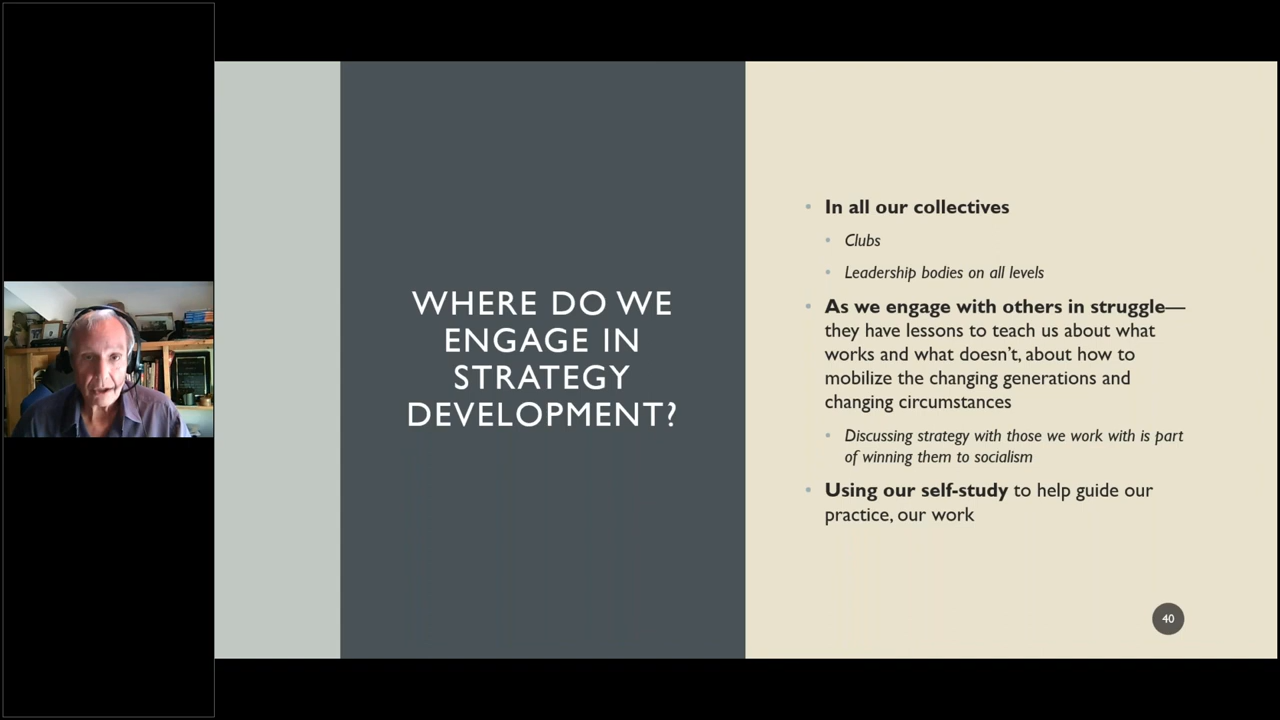 WHERE DO WE
ENGAGE IN
STRATEGY
DEVELOPMENT?
• In all our collectives
• Clubs
• Leadership bodies on all levels
• As we engage with others in struggle—
they have lessons to teach us about what
works and what doesn’t, about how to
mobilize the changing generations and
changing circumstances
• Discussing strategy with those we work with is part
of winning them to socialism
• Using our self-study to help guide our
practice, our work
40